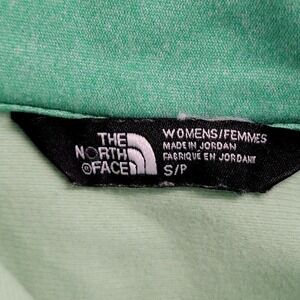 THE
NORTH
FACE
WOMENS/FEMMES
MADE IN JORDAN
FABRIQUE EN JORDANIE
S/P